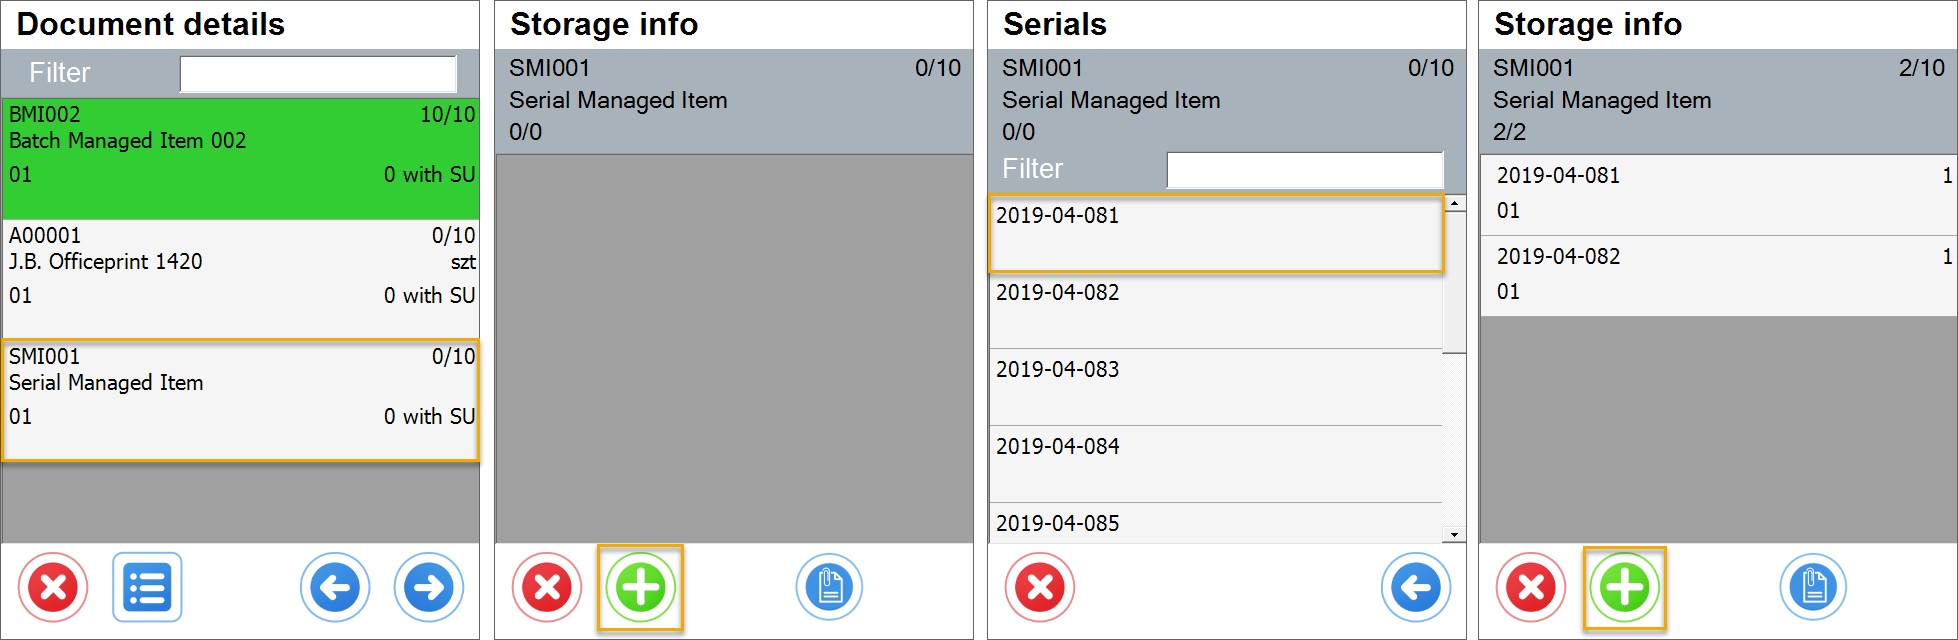 Document details
Filter
BMI002 10/10
Batch Managed Item 002
01 0 with SU
A00001 0/10
J.B. Officeprint 1420 szt
01 0 with SU
SMI001 0/10
Serial Managed Item
01 0 with SU
Storage info
SMI001 0/10
Serial Managed Item
0/0
Serials
SMI001 0/10
Serial Managed Item
0/0
Filter
2019-04-081
2019-04-082
2019-04-083
2019-04-084
2019-04-085
Storage info
SMI001 2/10
Serial Managed Item
2/2
2019-04-081 1
01
2019-04-082 1
01